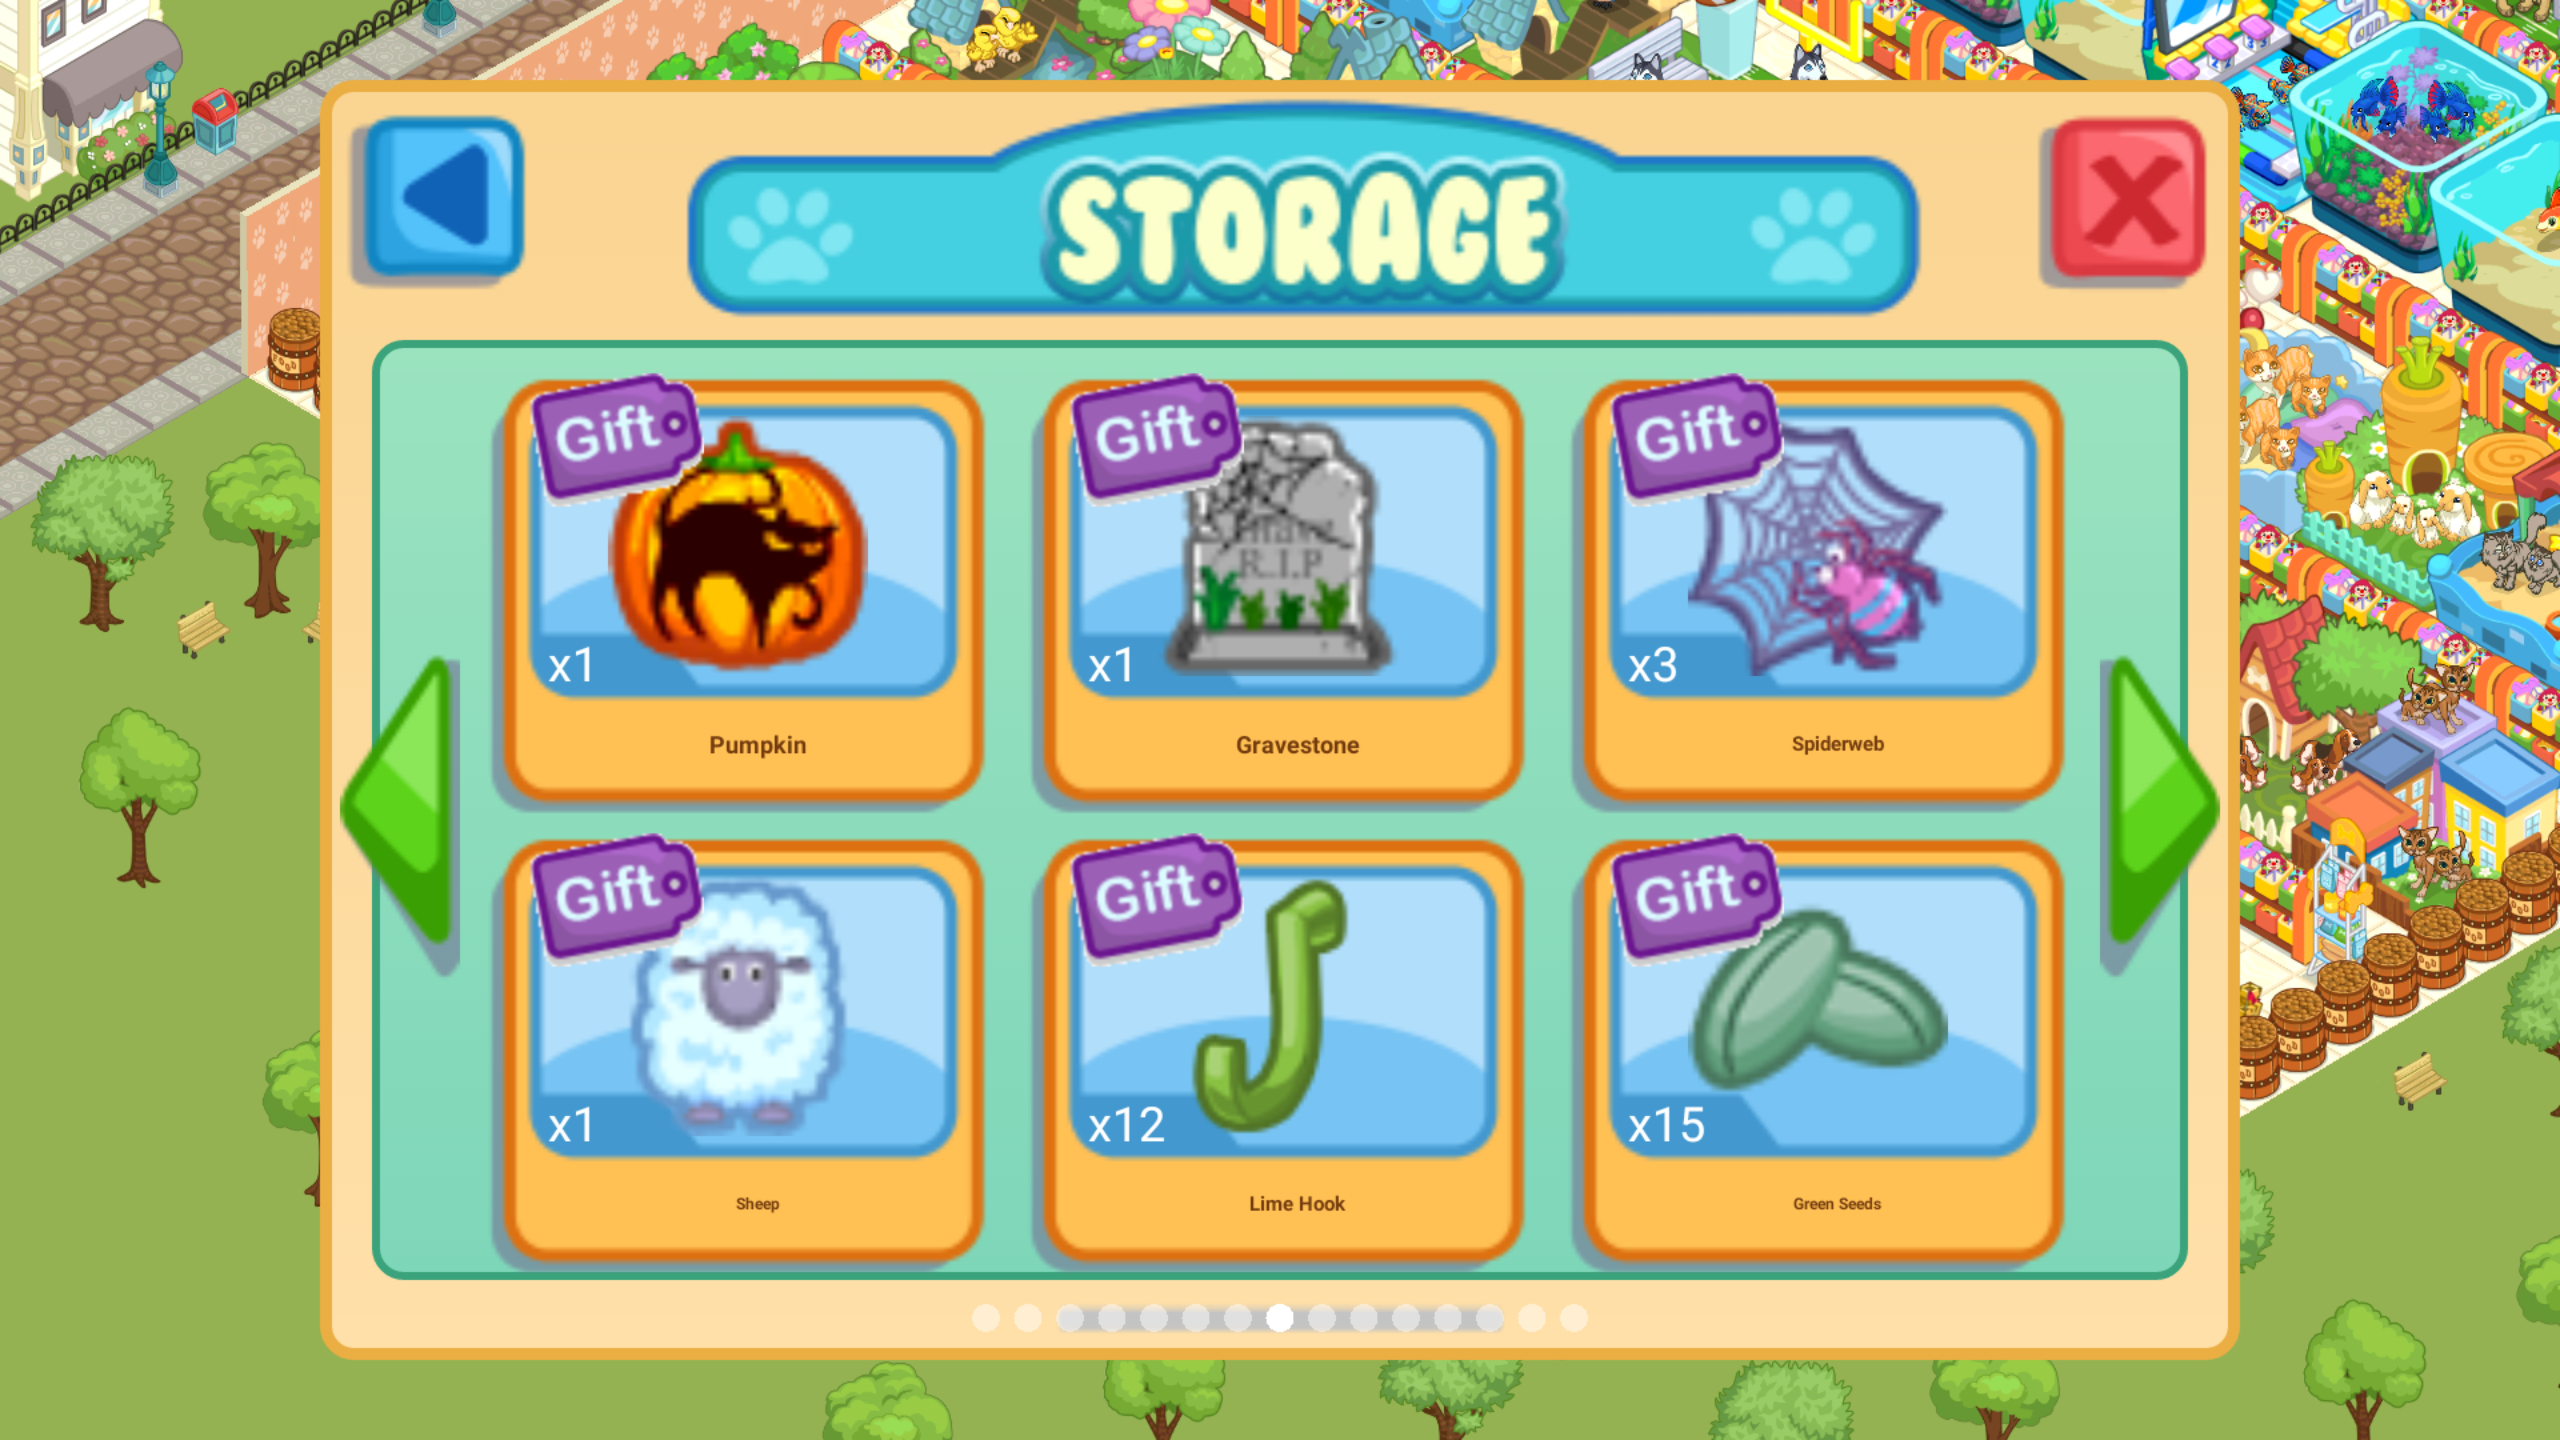 STORAGE
Gift
x1
Pumpkin
Gift
R.I.P
x1
Gravestone
Gift
x3
Spiderweb
Gift
x1
Sheep
Gift
x12
Lime Hook
Gift
x15
Green Seeds